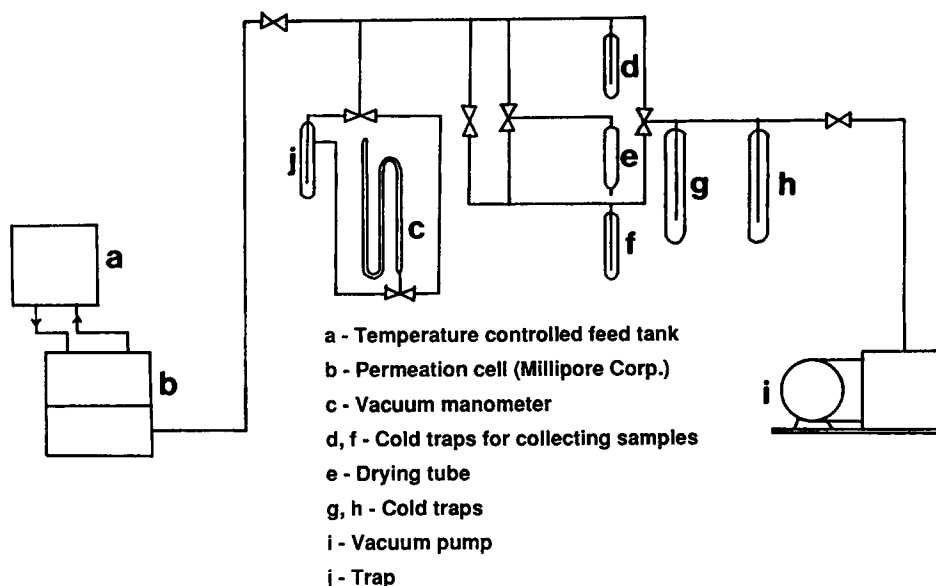 d
e
j
g
h
c
f
a
b
i
a - Temperature controlled feed tank
b - Permeation cell (Millipore Corp.)
c - Vacuum manometer
d, f - Cold traps for collecting samples
e - Drying tube
g, h - Cold traps
i - Vacuum pump
j - Trap